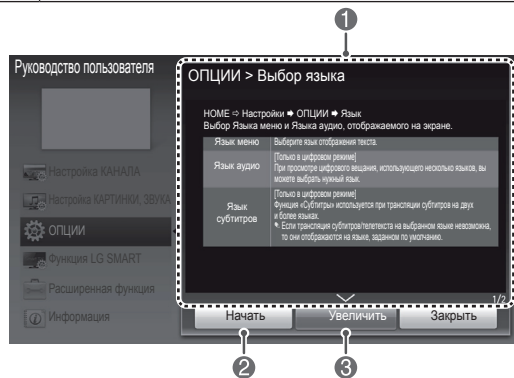 1
Руководство пользователя
Настройка КАНАЛА
Настройка КАРТИНКИ, ЗВУКА
ОПЦИИ
Функция LG SMART
Расширенная функция
Информация
ОПЦИИ > Выбор языка
HOME ⇨ Настройки ➡ ОПЦИИ ➡ Язык
Выбор Языка меню и Языка аудио, отображаемого на экране.
Язык меню
Выберите язык отображения текста.
Язык аудио
[Только в цифровом режиме]
При просмотре цифрового вещания, использующего несколько языков, вы
можете выбрать нужный язык.
Язык
субтитров
[Только в цифровом режиме]
Функция «Субтитры» используется при трансляции субтитров на двух
и более языках.
Если трансляция субтитров/телетекста на выбранном языке невозможна,
то они отображаются на языке, заданном по умолчанию.
1/2
Начать
Увеличить
Закрыть
2
3